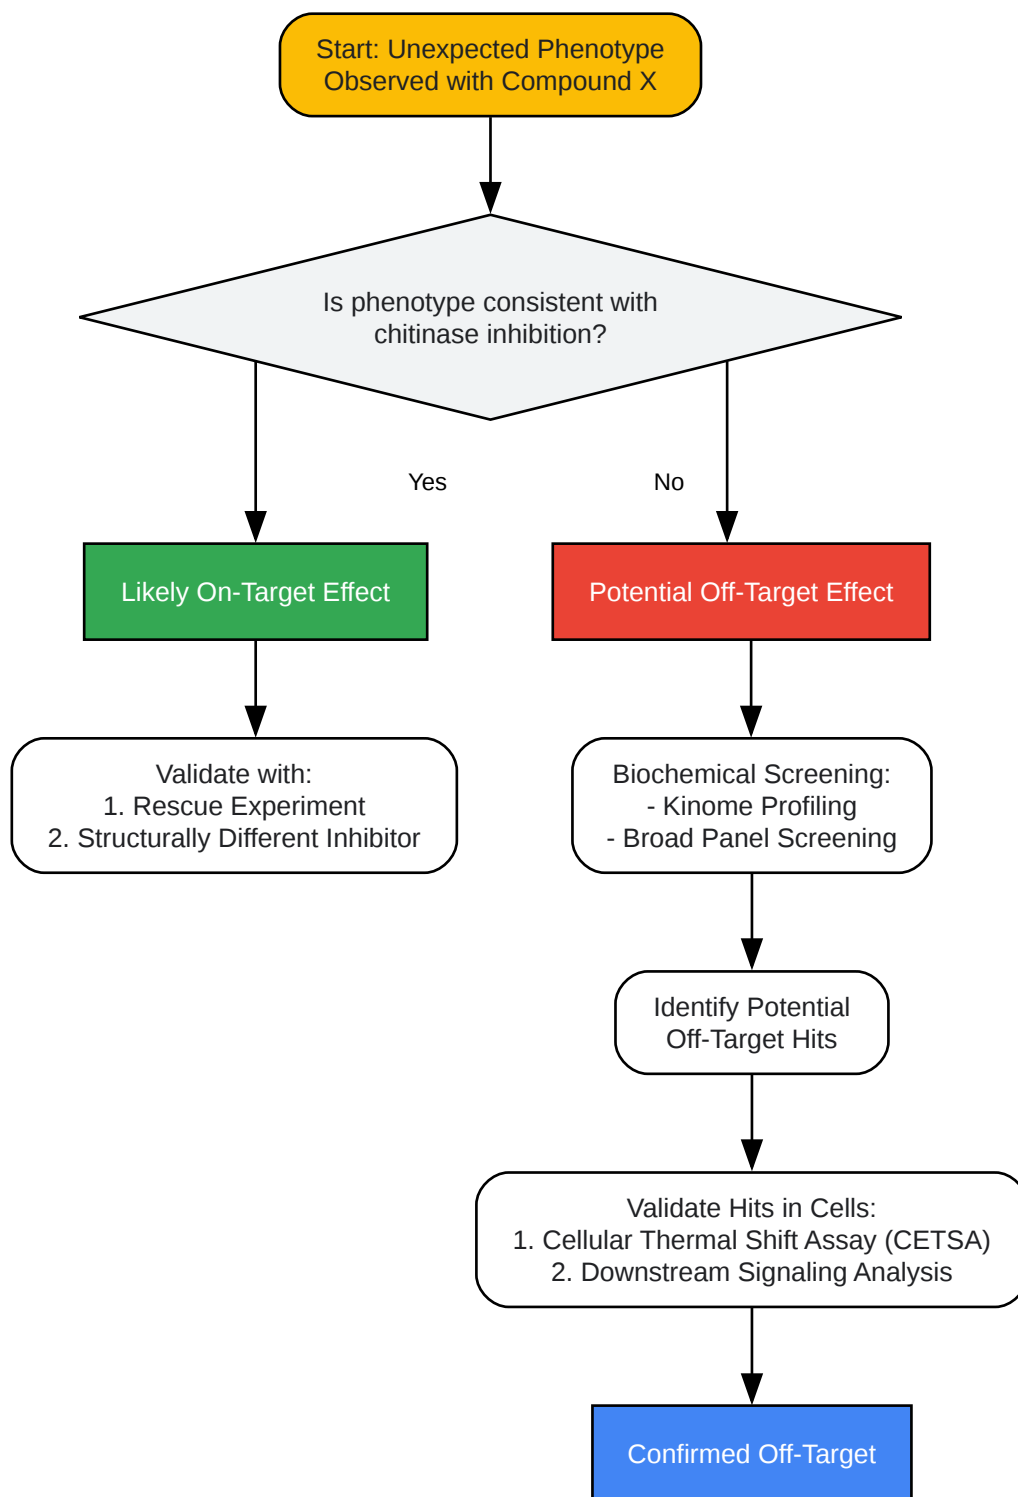 Start: Unexpected Phenotype
Observed with Compound X
Is phenotype consistent with
chitinase inhibition?
Yes
No
Likely On-Target Effect
Potential Off-Target Effect
Validate with:
1. Rescue Experiment
2. Structurally Different Inhibitor
Biochemical Screening:
- Kinome Profiling
- Broad Panel Screening
Identify Potential
Off-Target Hits
Validate Hits in Cells:
1. Cellular Thermal Shift Assay (CETSA)
2. Downstream Signaling Analysis
Confirmed Off-Target